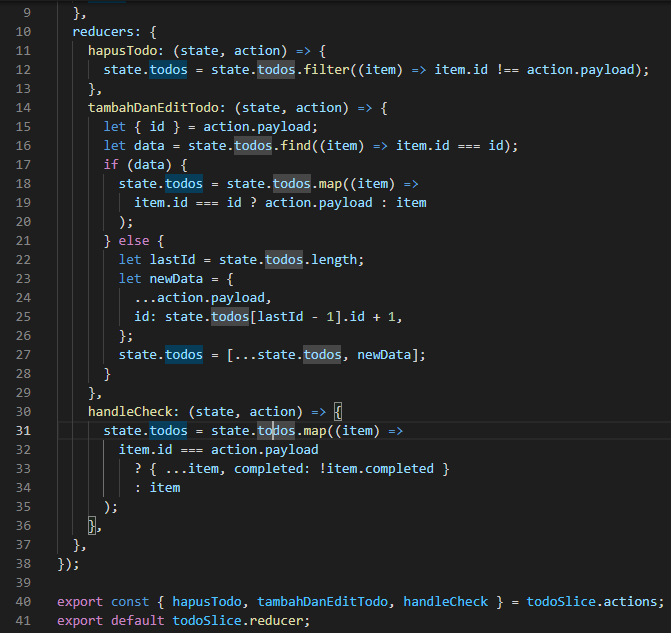 9 },
10 reducers: {
11 hapusTodo: (state, action) => {
12 state.todos = state.todos.filter((item) => item.id !== action.payload);
13 },
14 tambahDanEditTodo: (state, action) => {
15 let { id } = action.payload;
16 let data = state.todos.find((item) => item.id === id);
17 if (data) {
18 state.todos = state.todos.map((item) =>
19 item.id === id ? action.payload : item
20 );
21 } else {
22 let lastId = state.todos.length;
23 let newData = {
24 ...action.payload,
25 id: state.todos[lastId - 1].id + 1,
26 };
27 state.todos = [...state.todos, newData];
28 }
29 },
30 handleCheck: (state, action) => {
31 state.todos = state.todos.map((item) =>
32 item.id === action.payload
33 ? { ...item, completed: !item.completed }
34 : item
35 );
36 },
37 },
38 });
39
40 export const { hapusTodo, tambahDanEditTodo, handleCheck } = todoSlice.actions;
41 export default todoSlice.reducer;